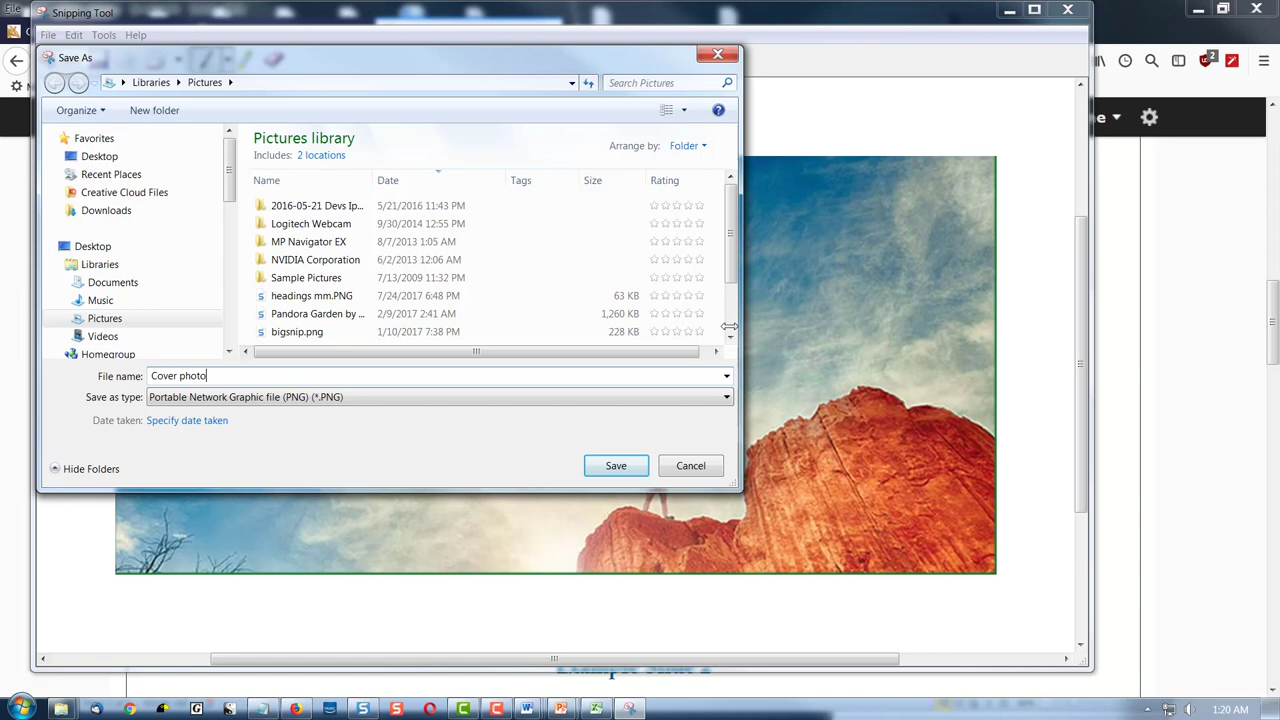 File
Snipping Tool
File Edit Tools Help
Save As
Libraries Pictures
Search Pictures
Organize New folder
Favorites
Desktop
Recent Places
Creative Cloud Files
Downloads
Desktop
Libraries
Documents
Music
Pictures
Videos
Homegroup
Pictures library
Includes: 2 locations
Arrange by: Folder
Name Date Tags Size Rating
2016-05-21 Devs Ip... 5/21/2016 11:43 PM
Logitech Webcam 9/30/2014 12:55 PM
MP Navigator EX 8/7/2013 1:05 AM
NVIDIA Corporation 6/2/2013 12:06 AM
Sample Pictures 7/13/2009 11:32 PM
headings mm.PNG 7/24/2017 6:48 PM 63 KB
Pandora Garden by ... 2/9/2017 2:41 AM 1,260 KB
bigsnip.png 1/10/2017 7:38 PM 228 KB
File name: Cover photo
Save as type: Portable Network Graphic file (PNG) (*.PNG)
Date taken: Specify date taken
Hide Folders
Save Cancel
2
e
1:20 AM